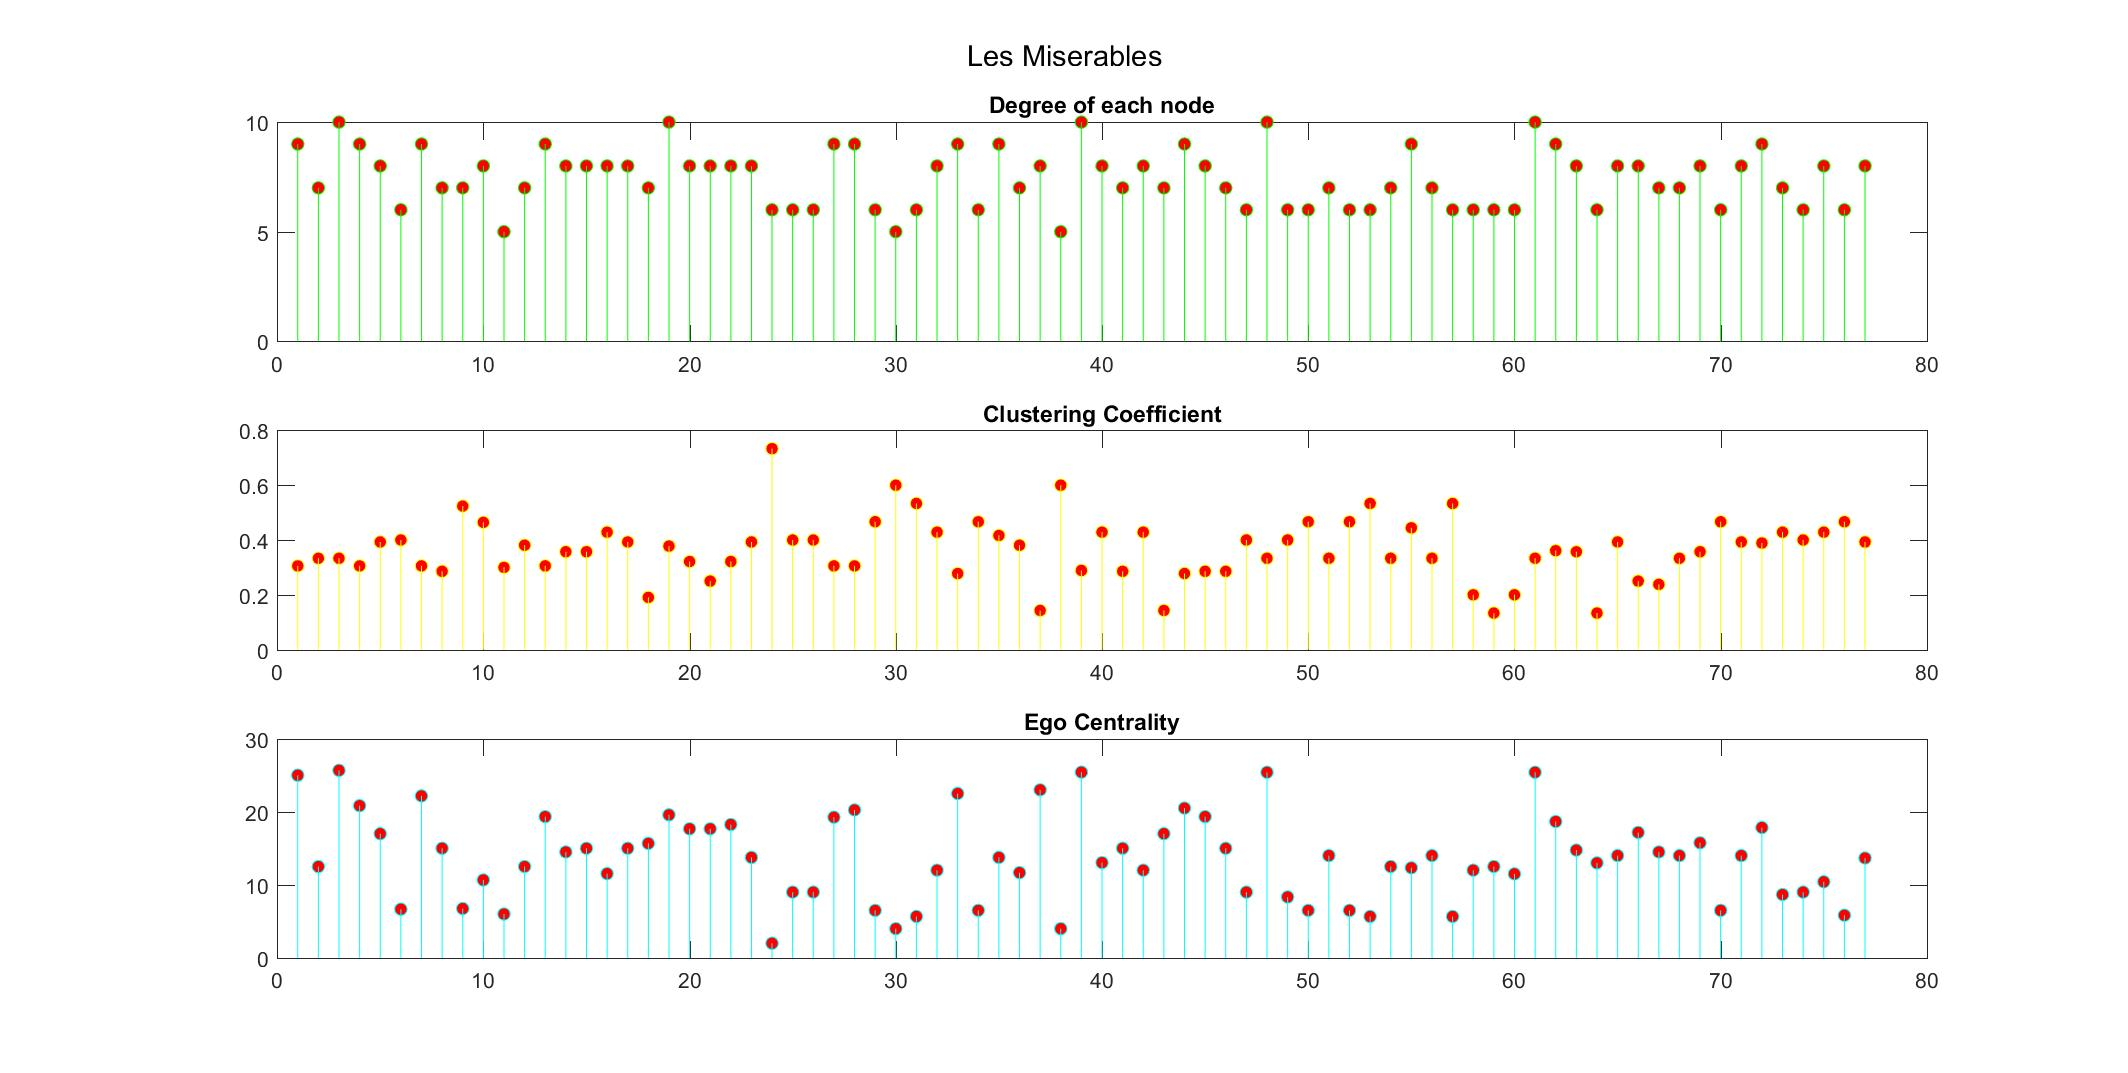 Les Miserables
Degree of each node
10
5
0
0 10 20 30 40 50 60 70 80
Clustering Coefficient
0.8
0.6
0.4
0.2
0
0 10 20 30 40 50 60 70 80
Ego Centrality
30
20
10
0
0 10 20 30 40 50 60 70 80